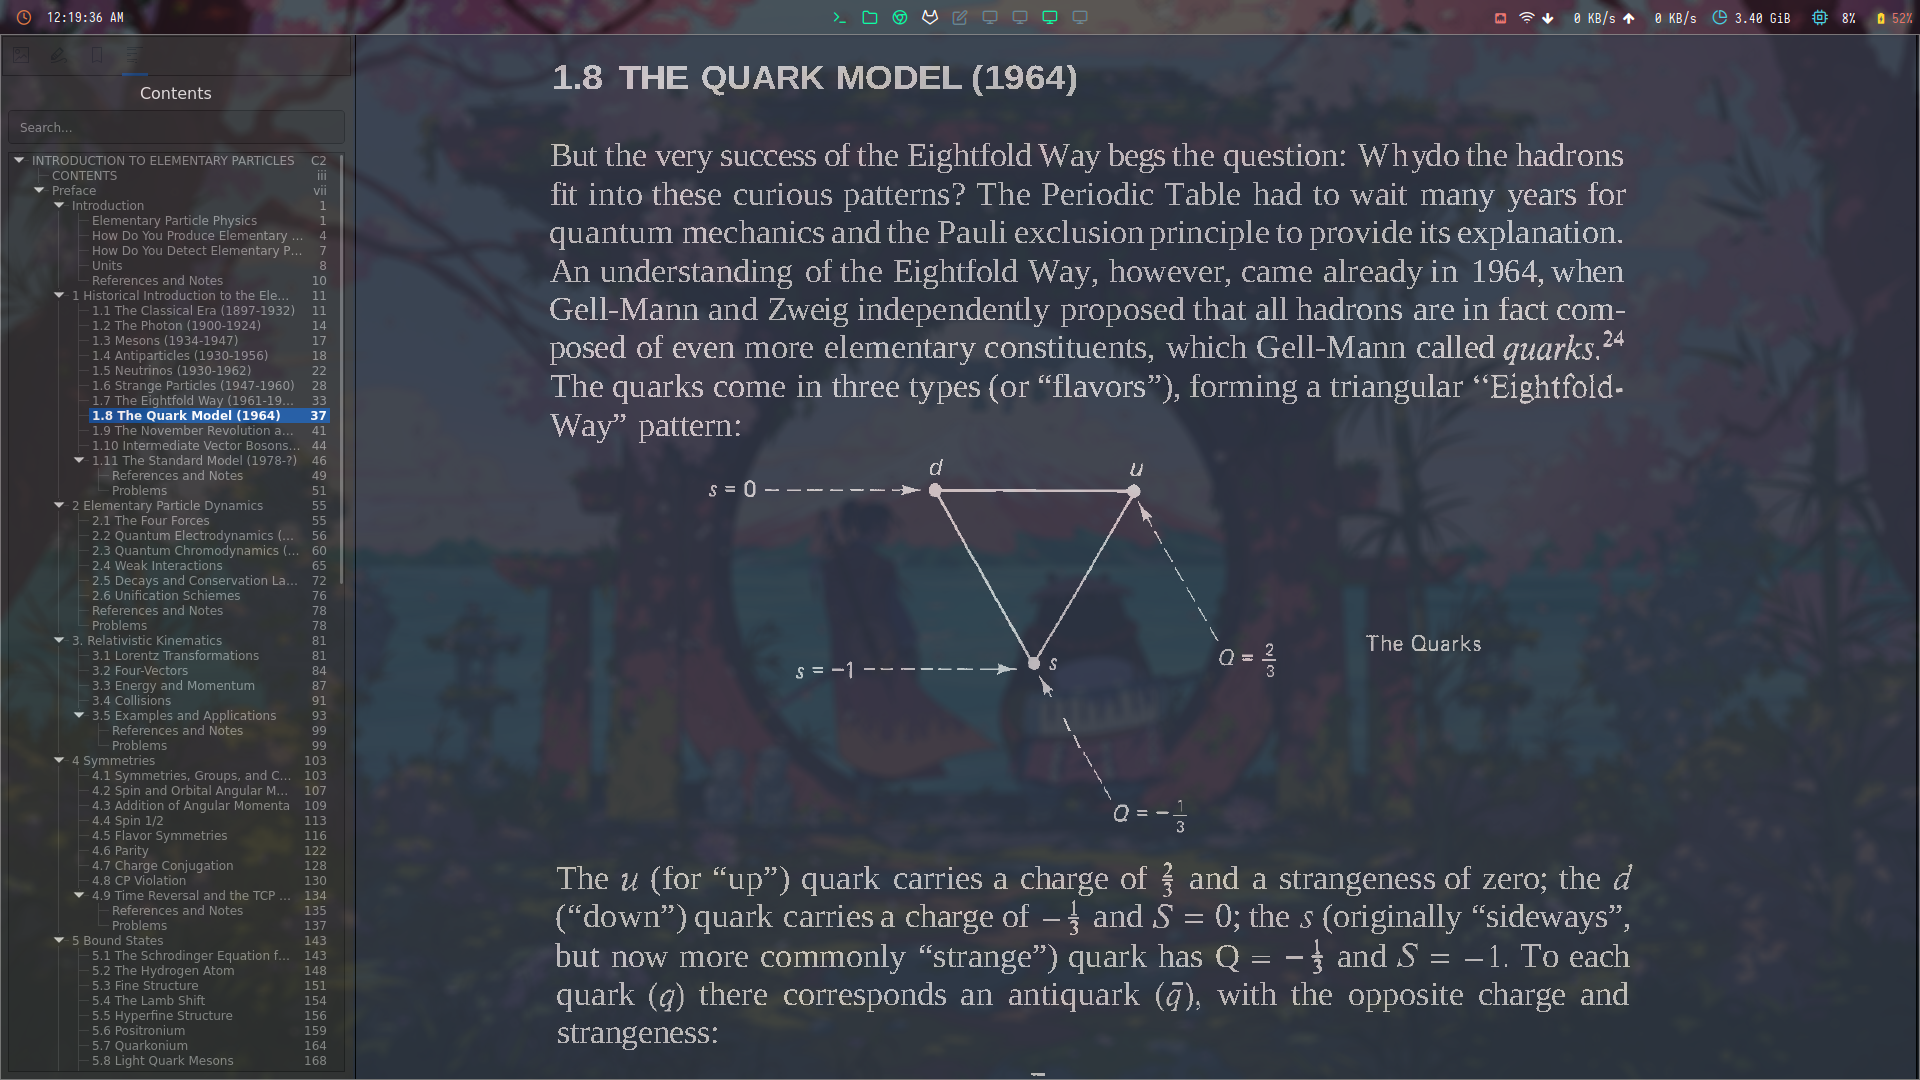 12:19:36 AM
0 KB/s
0 KB/s
3.40 GiB
8%
52%
Contents
Search...
INTRODUCTION TO ELEMENTARY PARTICLES C2
CONTENTS iii
Preface vii
Introduction 1
Elementary Particle Physics 1
How Do You Produce Elementary ... 4
How Do You Detect Elementary P... 7
Units 8
References and Notes 10
1 Historical Introduction to the Ele... 11
1.1 The Classical Era (1897-1932) 11
1.2 The Photon (1900-1924) 14
1.3 Mesons (1934-1947) 17
1.4 Antiparticles (1930-1956) 18
1.5 Neutrinos (1930-1962) 22
1.6 Strange Particles (1947-1960) 28
1.7 The Eightfold Way (1961-19... 33
1.8 The Quark Model (1964) 37
1.9 The November Revolution a... 41
1.10 Intermediate Vector Bosons... 44
1.11 The Standard Model (1978-?) 46
References and Notes 49
Problems 51
2 Elementary Particle Dynamics 55
2.1 The Four Forces 55
2.2 Quantum Electrodynamics (... 56
2.3 Quantum Chromodynamics (... 60
2.4 Weak Interactions 65
2.5 Decays and Conservation La... 72
2.6 Unification Schiemes 76
References and Notes 78
Problems 78
3. Relativistic Kinematics 81
3.1 Lorentz Transformations 81
3.2 Four-Vectors 84
3.3 Energy and Momentum 87
3.4 Collisions 91
3.5 Examples and Applications 93
References and Notes 99
Problems 99
4 Symmetries 103
4.1 Symmetries, Groups, and C... 103
4.2 Spin and Orbital Angular M... 107
4.3 Addition of Angular Momenta 109
4.4 Spin 1/2 113
4.5 Flavor Symmetries 116
4.6 Parity 122
4.7 Charge Conjugation 128
4.8 CP Violation 130
4.9 Time Reversal and the TCP ... 134
References and Notes 135
Problems 137
5 Bound States 143
5.1 The Schrodinger Equation f... 143
5.2 The Hydrogen Atom 148
5.3 Fine Structure 151
5.4 The Lamb Shift 154
5.5 Hyperfine Structure 156
5.6 Positronium 159
5.7 Quarkonium 164
5.8 Light Quark Mesons 168
1.8 THE QUARK MODEL (1964)
But the very success of the Eightfold Way begs the question: Whydo the hadrons
fit into these curious patterns? The Periodic Table had to wait many years for
quantum mechanics and the Pauli exclusion principle to provide its explanation.
An understanding of the Eightfold Way, however, came already in 1964, when
Gell-Mann and Zweig independently proposed that all hadrons are in fact com-
posed of even more elementary constituents, which Gell-Mann called quarks.²⁴
The quarks come in three types (or “flavors”), forming a triangular “Eightfold-
Way” pattern:
d u
s = 0
s = −1 s
Q = 2/3
The Quarks
Q = −1/3
The u (for “up”) quark carries a charge of 2/3 and a strangeness of zero; the d
(“down”) quark carries a charge of −1/3 and S = 0; the s (originally “sideways”,
but now more commonly “strange”) quark has Q = −1/3 and S = −1. To each
quark (q) there corresponds an antiquark (q̄), with the opposite charge and
strangeness: